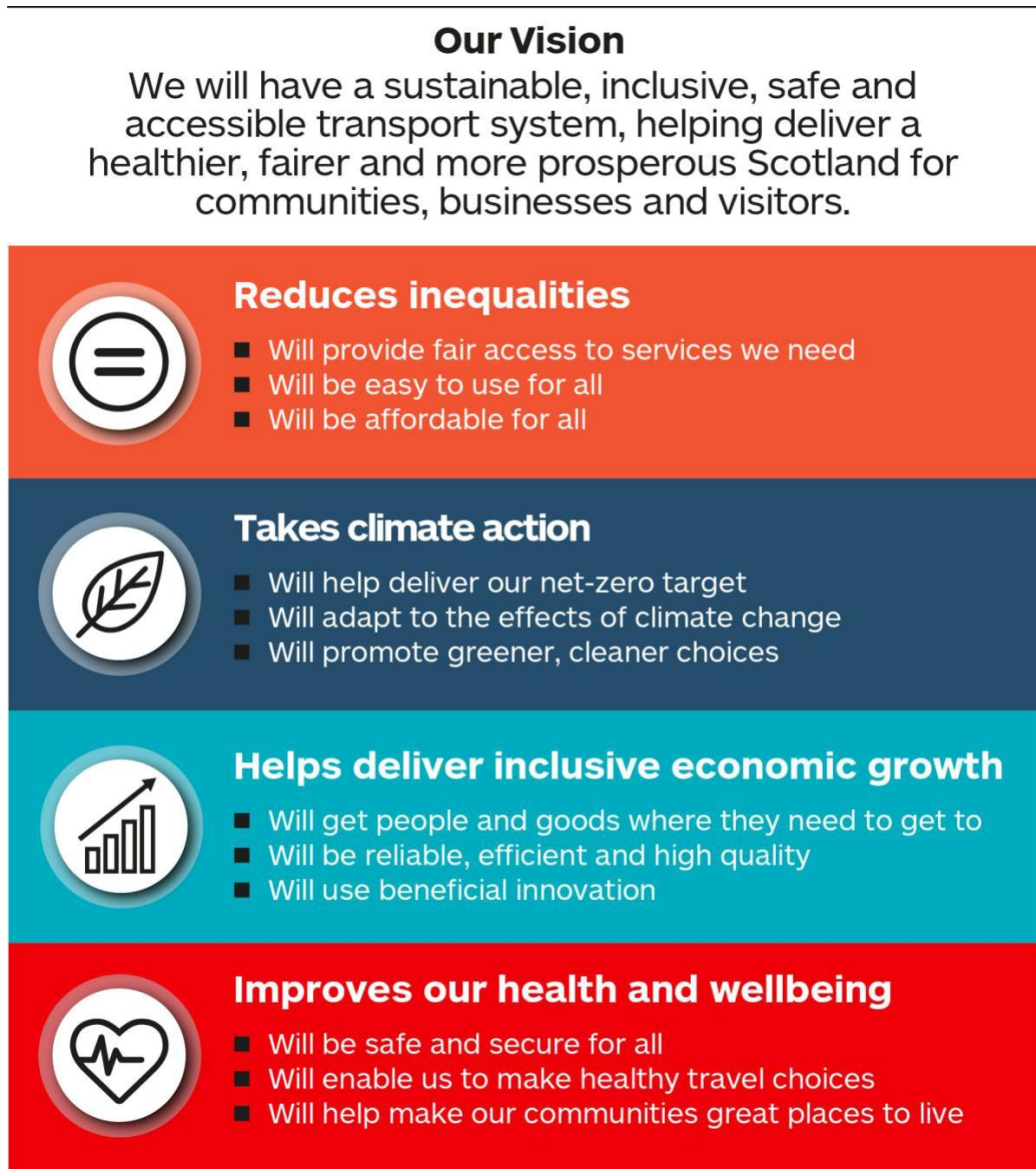 Our Vision
We will have a sustainable, inclusive, safe and
accessible transport system, helping deliver a
healthier, fairer and more prosperous Scotland for
communities, businesses and visitors.
Reduces inequalities
■ Will provide fair access to services we need
■ Will be easy to use for all
■ Will be affordable for all
Takes climate action
■ Will help deliver our net-zero target
■ Will adapt to the effects of climate change
■ Will promote greener, cleaner choices
Helps deliver inclusive economic growth
■ Will get people and goods where they need to get to
■ Will be reliable, efficient and high quality
■ Will use beneficial innovation
Improves our health and wellbeing
■ Will be safe and secure for all
■ Will enable us to make healthy travel choices
■ Will help make our communities great places to live